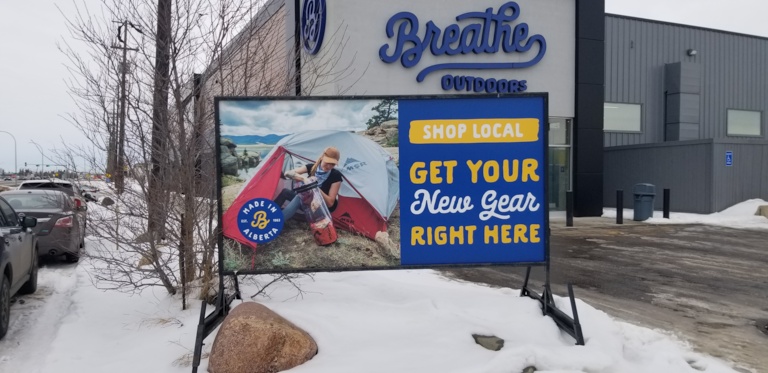 B
Breathe
OUTDOORS
SHOP LOCAL
GET YOUR
New Gear
RIGHT HERE
MADE IN
B
ALBERTA